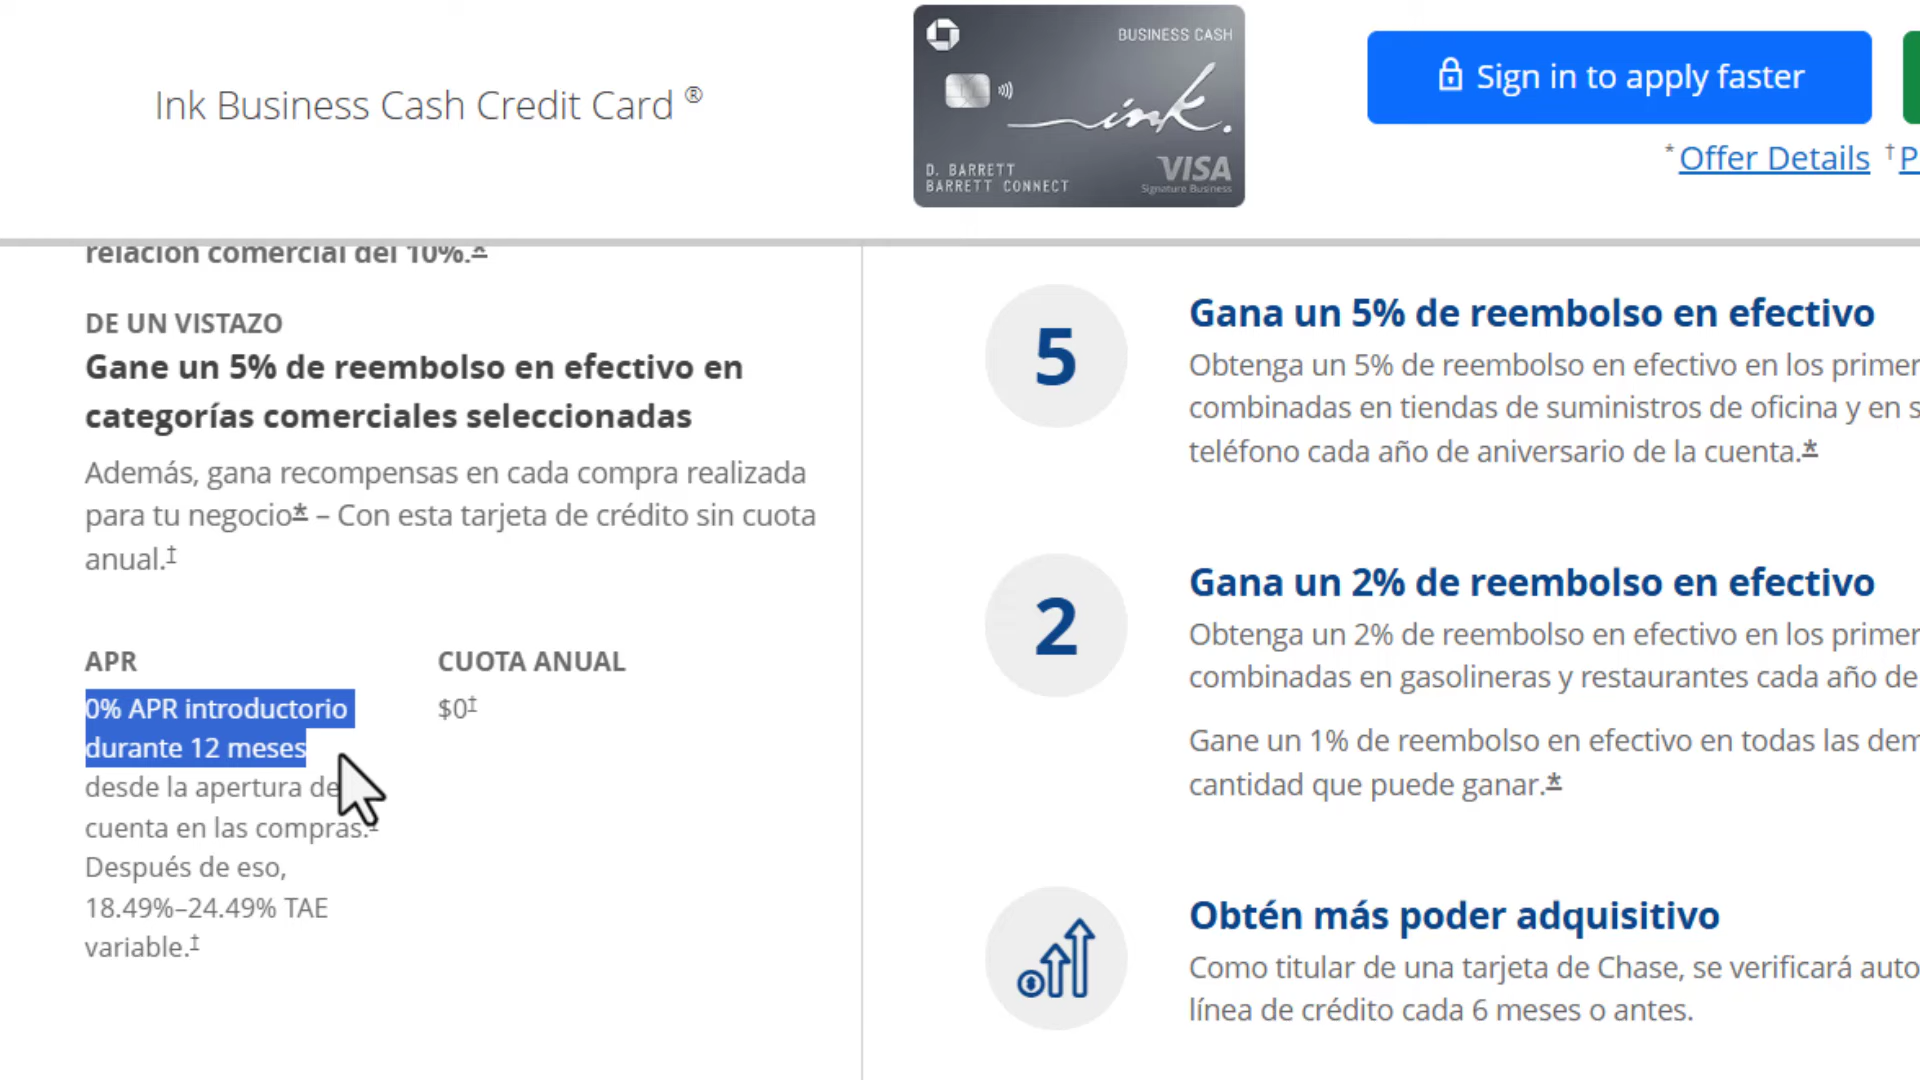 Ink Business Cash Credit Card ®
BUSINESS CASH
ink.
D. BARRETT
BARRETT CONNECT
VISA
Signature Business
Sign in to apply faster
* Offer Details † P
relación comercial del 10%.*
DE UN VISTAZO
Gane un 5% de reembolso en efectivo en
categorías comerciales seleccionadas
Además, gana recompensas en cada compra realizada
para tu negocio* – Con esta tarjeta de crédito sin cuota
anual.†
APR
0% APR introductorio
durante 12 meses
desde la apertura de
cuenta en las compras.
Después de eso,
18.49%–24.49% TAE
variable.‡
CUOTA ANUAL
$0‡
5
Gana un 5% de reembolso en efectivo
Obtenga un 5% de reembolso en efectivo en los primer
combinadas en tiendas de suministros de oficina y en s
teléfono cada año de aniversario de la cuenta.*
2
Gana un 2% de reembolso en efectivo
Obtenga un 2% de reembolso en efectivo en los primer
combinadas en gasolineras y restaurantes cada año de
Gane un 1% de reembolso en efectivo en todas las dem
cantidad que puede ganar.*
Obtén más poder adquisitivo
Como titular de una tarjeta de Chase, se verificará auto
línea de crédito cada 6 meses o antes.